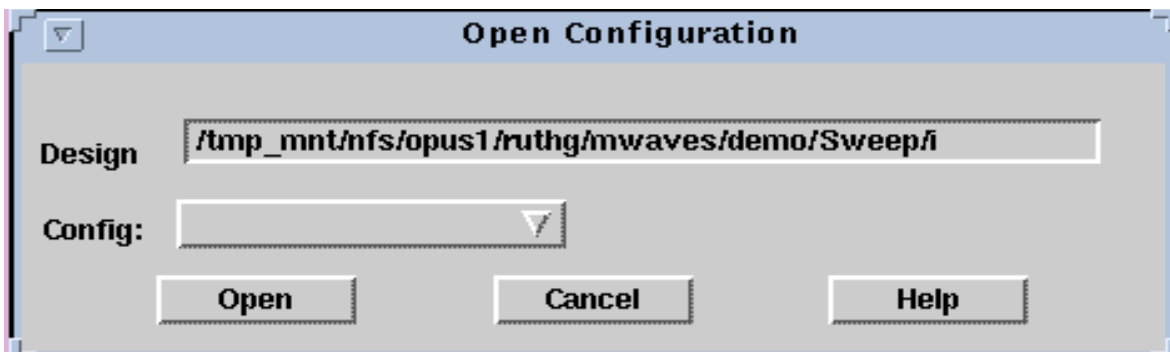 Open Configuration
Design /tmp_mnt/nfs/opus1/ruthg/mwaves/demo/Sweep/i
Config:
Open Cancel Help